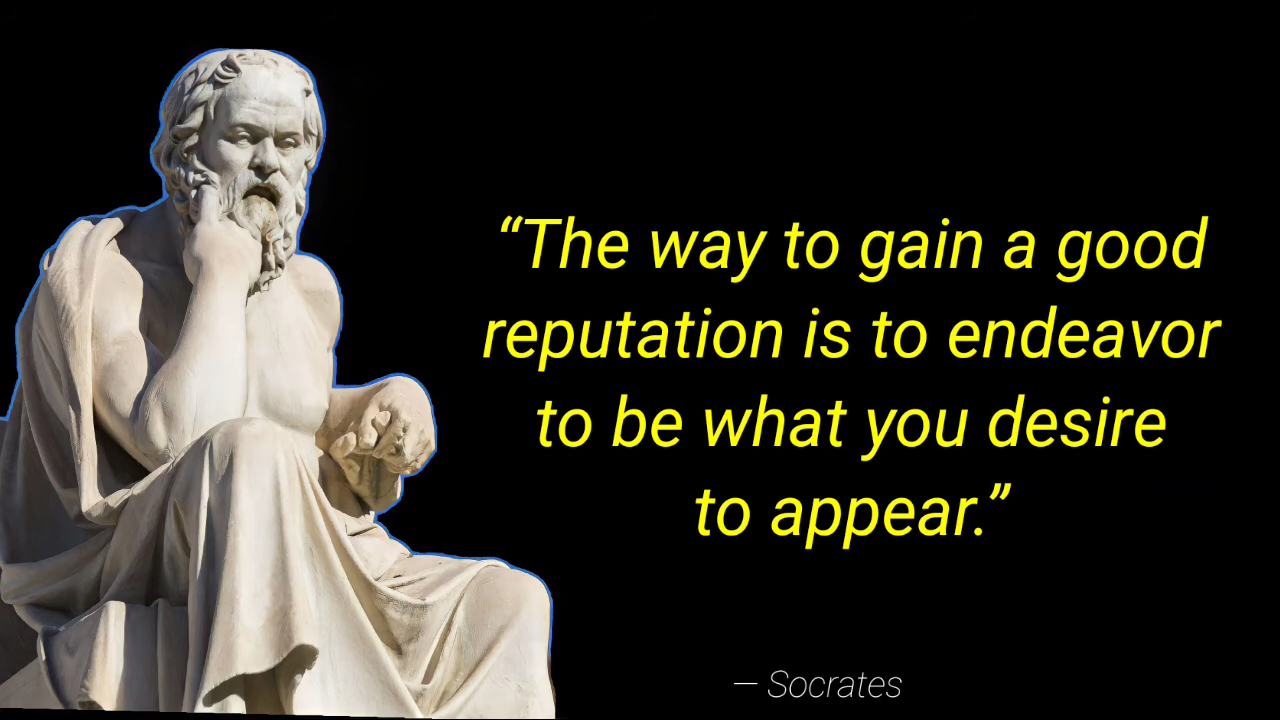 “The way to gain a good
reputation is to endeavor
to be what you desire
to appear.”
— Socrates